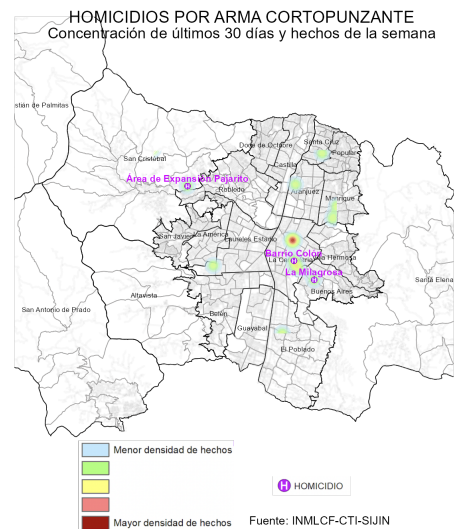 HOMICIDIOS POR ARMA CORTOPUNZANTE
Concentración de últimos 30 días y hechos de la semana
stián de Palmitas
Doce de Octubre
Santa Cruz
Popular
San Cristóbal
Castilla
Área de Expansión Pajarito
H
Robledo
Aranjuez
Manrique
San Javier
La América
Laureles Estadio
Barrio Colón
Villa Hermosa
H
La Milagrosa
H
Buenos Aires
Santa Elena
Altavista
San Antonio de Prado
Belén
Guayabal
El Poblado
Menor densidad de hechos
H HOMICIDIO
Mayor densidad de hechos
Fuente: INMLCF-CTI-SIJIN